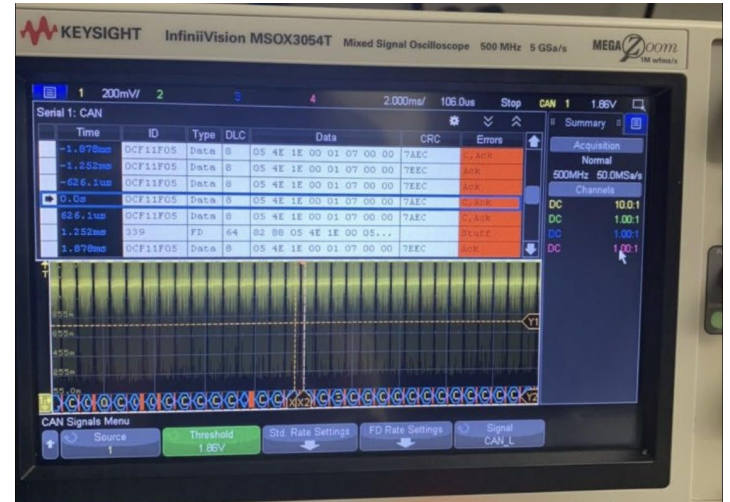 KEYSIGHT InfiniiVision MSOX3054T Mixed Signal Oscilloscope 500 MHz 5 GSa/s MEGA Zoom
1M wfms/s
1 200mV/ 2 3 4 2.000ms/ 106.0us Stop CAN 1 1.86V
Serial 1: CAN
Time ID Type DLC Data CRC Errors
-1.878ms 0CF11F05 Data 8 05 4E 1E 00 01 07 00 00 7AEC C,Ack
-1.252ms 0CF11F05 Data 8 05 4E 1E 00 01 07 00 00 7EEC Ack
-626.1us 0CF11F05 Data 8 05 4E 1E 00 01 07 00 00 7EEC Ack
0.0s 0CF11F05 Data 8 05 4E 1E 00 01 07 00 00 7AEC C,Ack
626.1us 0CF11F05 Data 8 05 4E 1E 00 01 07 00 00 7AEC C,Ack
1.252ms 339 FD 64 82 88 05 4E 1E 00 05... Stuff
1.878ms 0CF11F05 Data 8 05 4E 1E 00 01 07 00 00 7EEC Ack
Summary
Acquisition
Normal
500MHz 50.0MSa/s
Channels
DC 10.0:1
DC 1.00:1
DC 1.00:1
DC 1.00:1
Y1
X X2
Y2
CAN Signals Menu
Source
1
Threshold
1.86V
Std. Rate Settings
FD Rate Settings
Signal
CAN_L